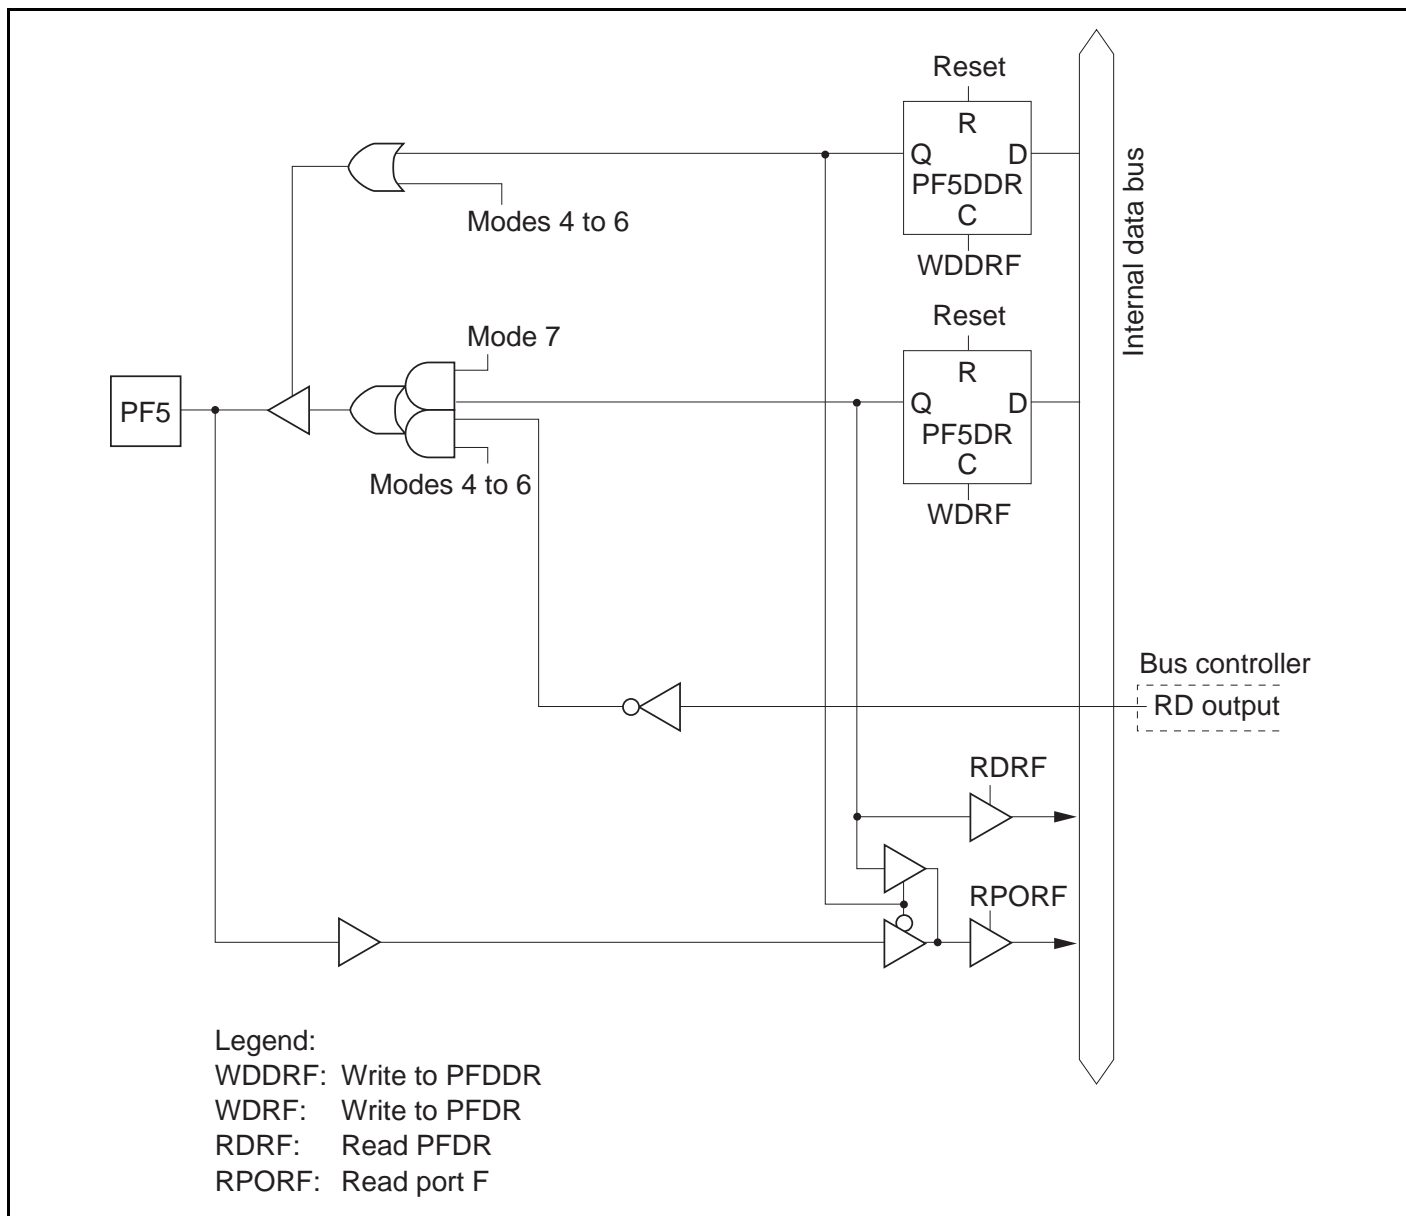 Reset
R
Q D
PF5DDR
C
WDDRF
Modes 4 to 6
Internal data bus
Reset
Mode 7
R
Q D
PF5DR
C
WDRF
PF5
Modes 4 to 6
Bus controller
RD output
RDRF
RPORF
Legend:
WDDRF: Write to PFDDR
WDRF: Write to PFDR
RDRF: Read PFDR
RPORF: Read port F